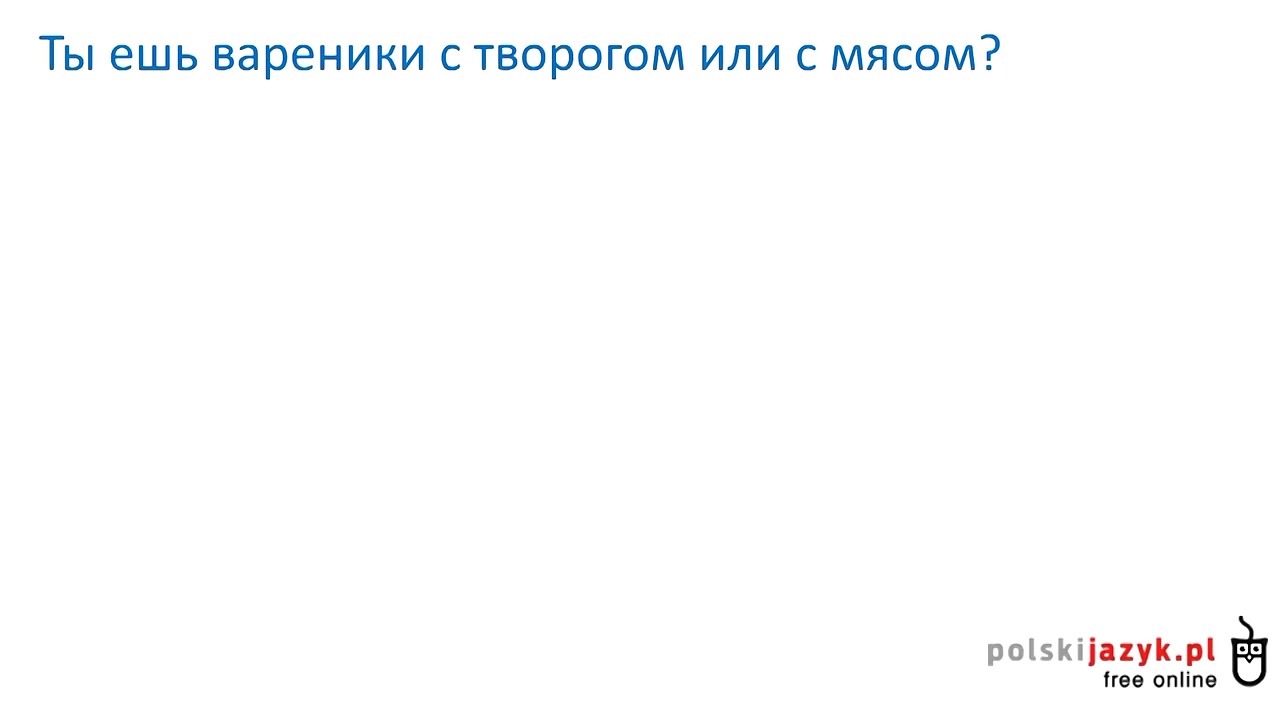 Ты ешь вареники с творогом или с мясом?
polskijazyk.pl
free online